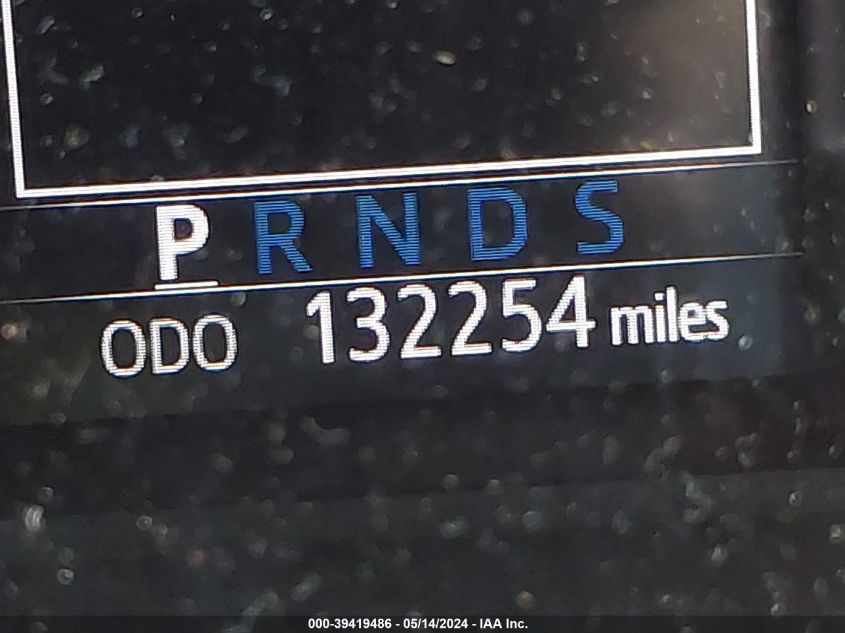 P R N D S
ODO 132254 miles
000-39419486 - 05/14/2024 - IAA Inc.